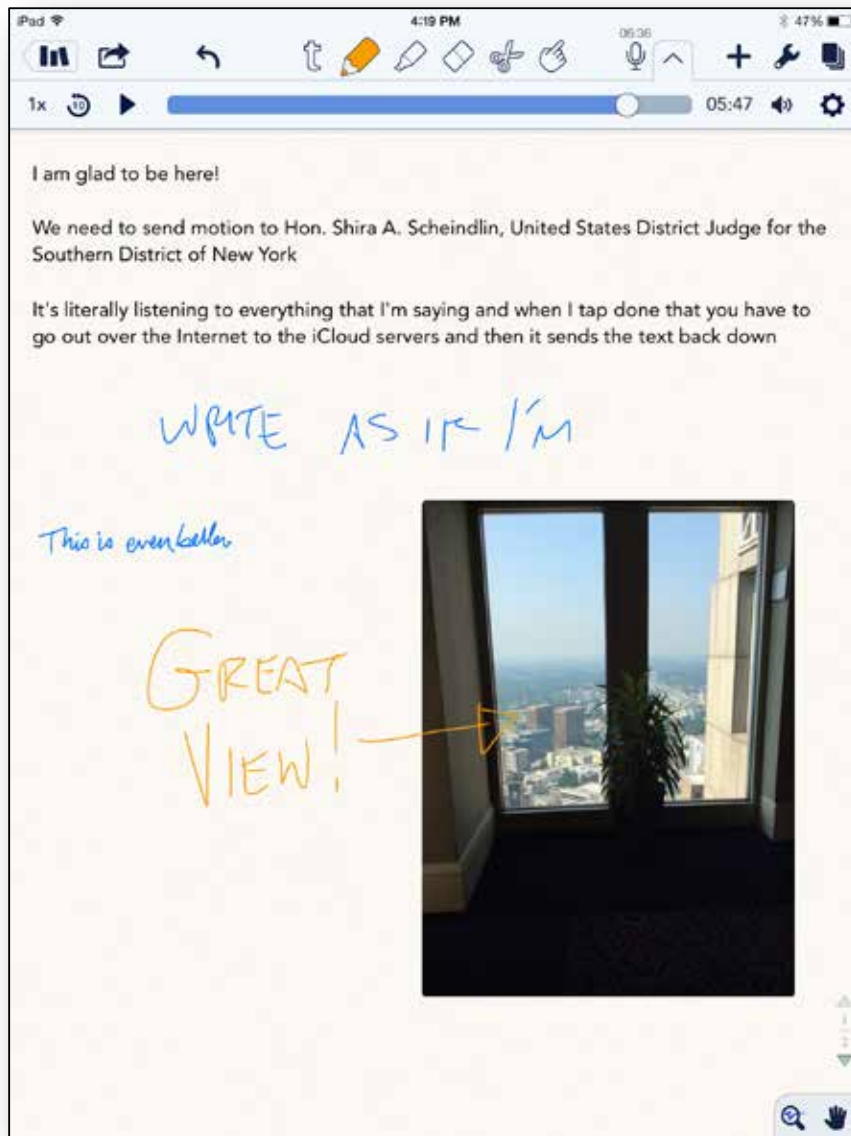 iPad
4:19 PM
47%
t
06:36
1x
10
05:47
I am glad to be here!
We need to send motion to Hon. Shira A. Scheindlin, United States District Judge for the
Southern District of New York
It's literally listening to everything that I'm saying and when I tap done that you have to
go out over the Internet to the iCloud servers and then it sends the text back down
WRITE AS IF I'M
This is even better
GREAT
VIEW!